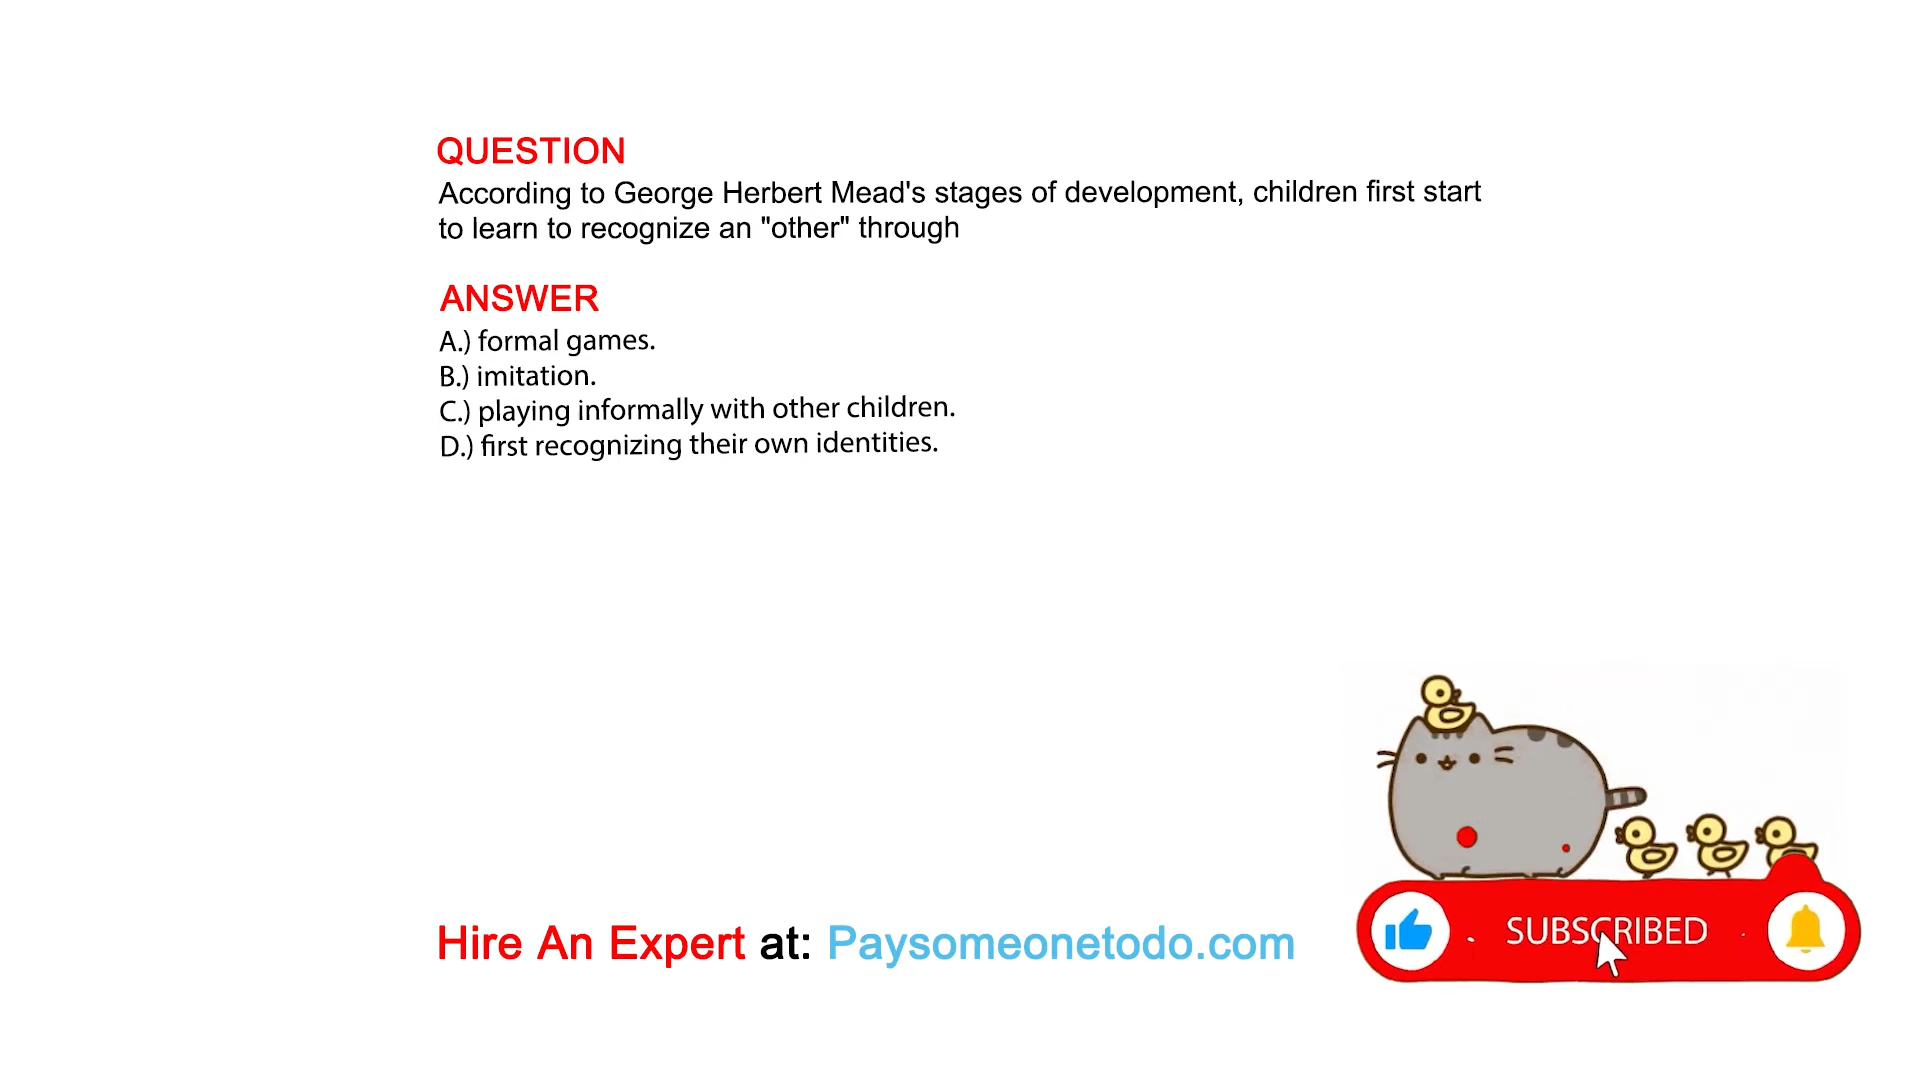 QUESTION
According to George Herbert Mead's stages of development, children first start
to learn to recognize an "other" through
ANSWER
A.) formal games.
B.) imitation.
C.) playing informally with other children.
D.) first recognizing their own identities.
Hire An Expert at: Paysomeonetodo.com
SUBSCRIBED